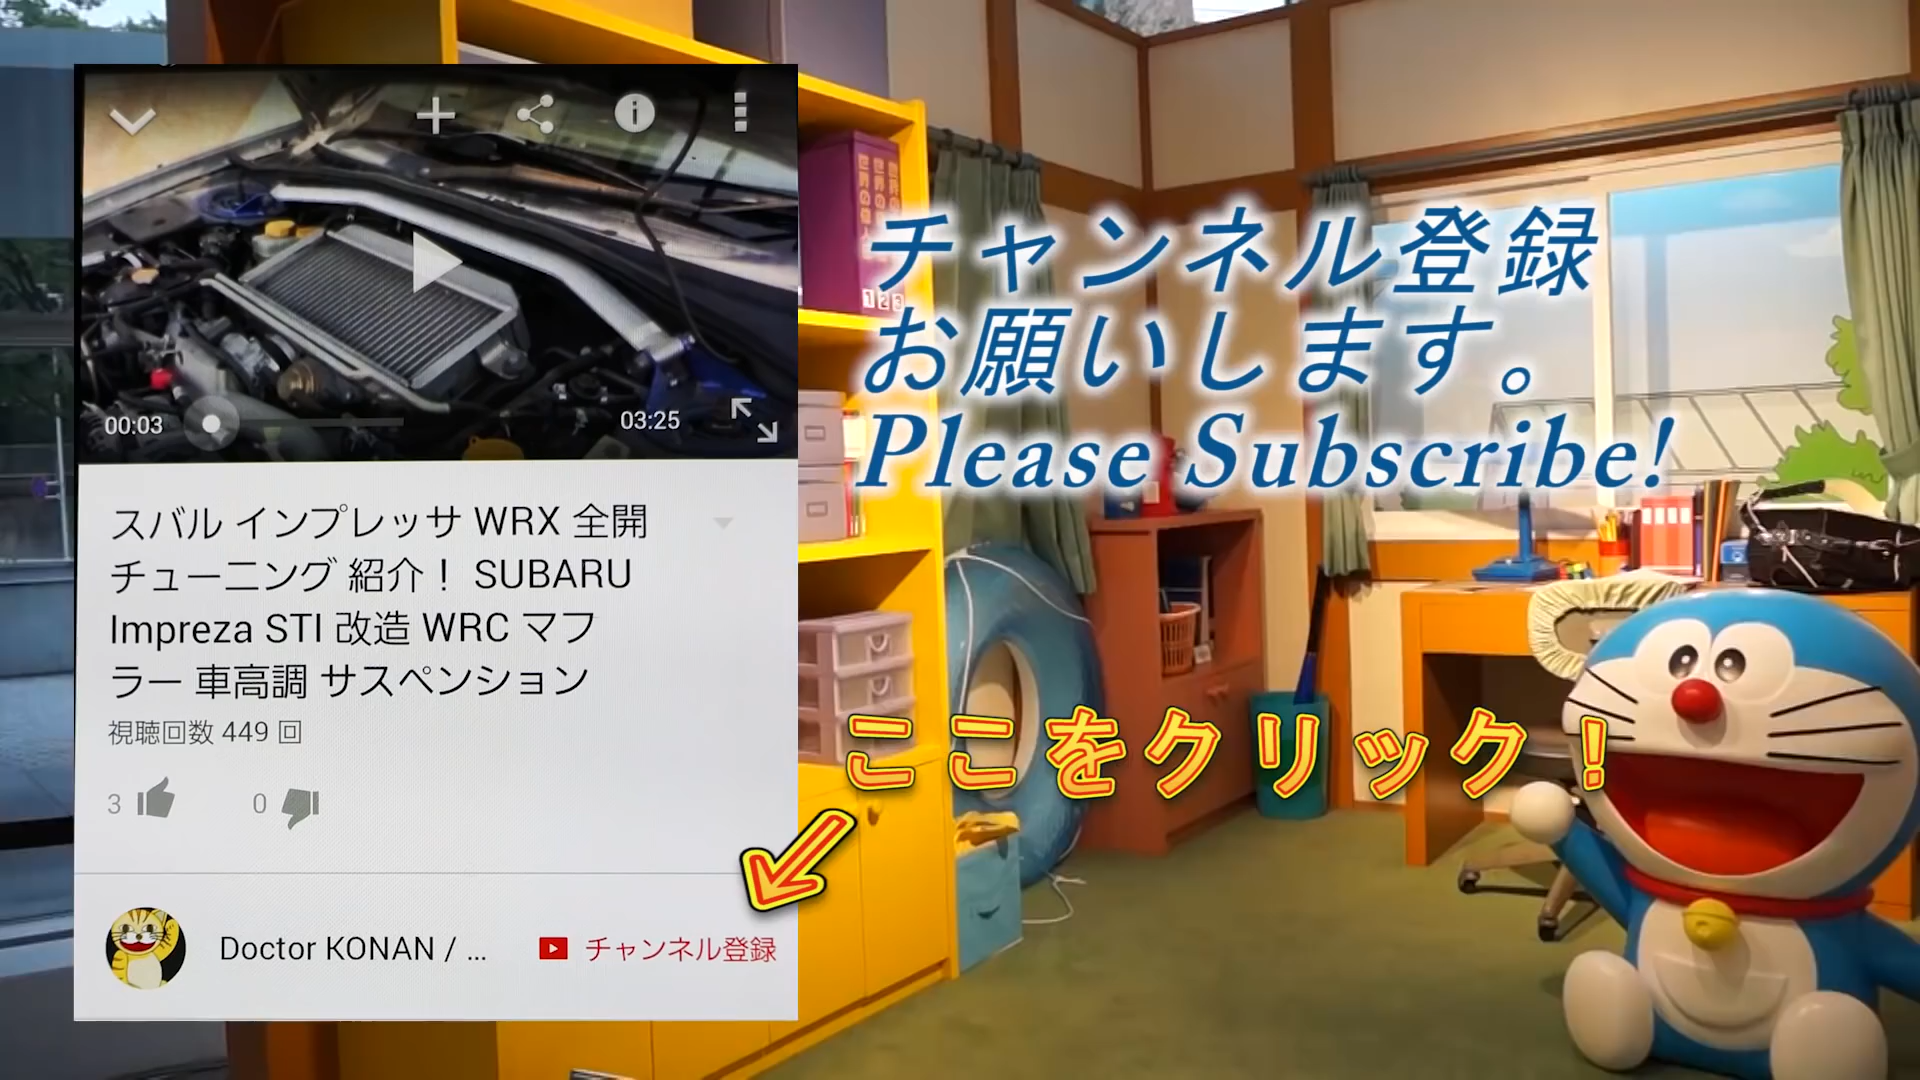 00:03
03:25
スバル インプレッサ WRX 全開
チューニング 紹介！ SUBARU
Impreza STI 改造 WRC マフ
ラー 車高調 サスペンション
視聴回数 449 回
3
0
Doctor KONAN / ...
チャンネル登録
チャンネル登録
お願いします。
Please Subscribe!
ここをクリック！
1 2 3